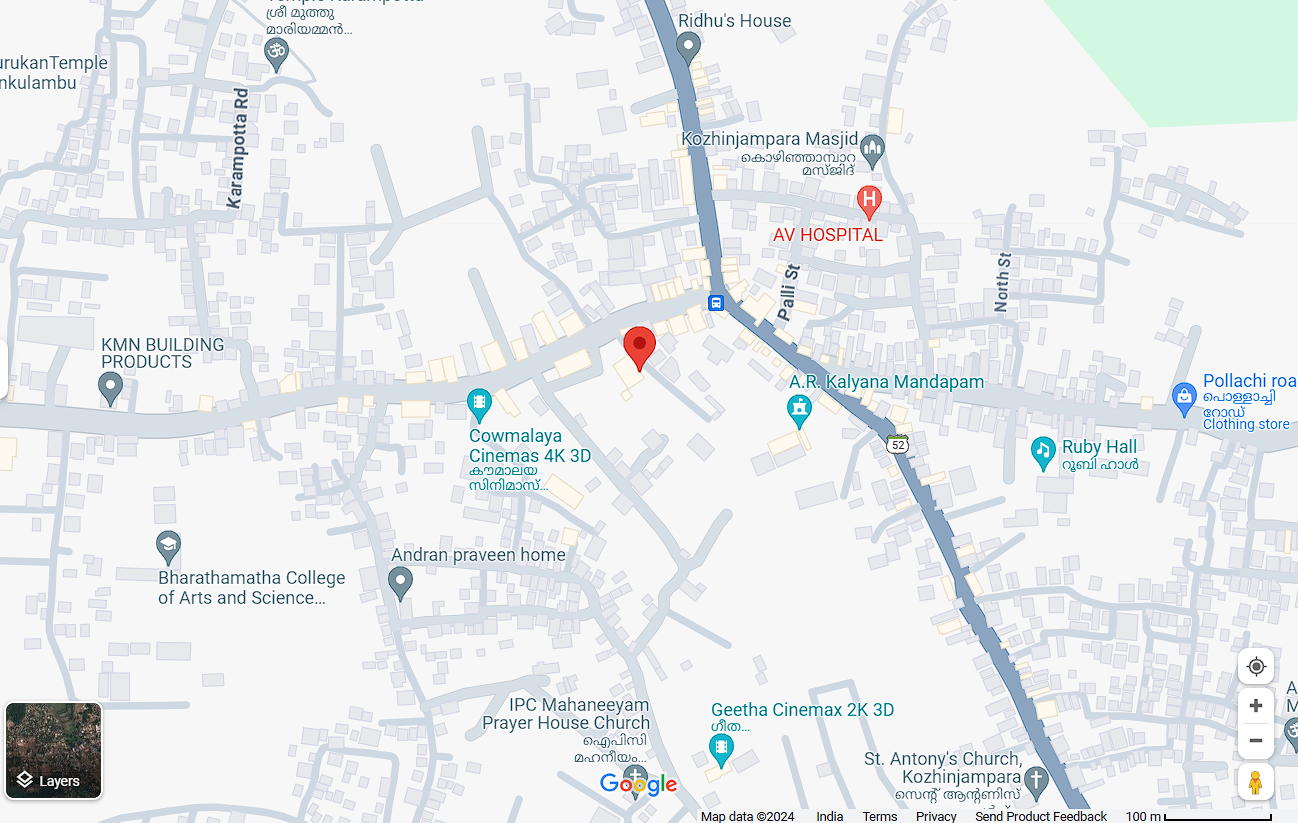 ശ്രീ മുത്തു
മാരിയമ്മൻ...
Ridhu's House
urukanTemple
nkulambu
Karampotta Rd
Kozhinjampara Masjid
കൊഴിഞ്ഞാമ്പാറ
മസ്ജിദ്
H
AV HOSPITAL
Palli St
North St
KMN BUILDING
PRODUCTS
A.R. Kalyana Mandapam
Pollachi roa
പൊള്ളാച്ചി
റോഡ്
Clothing store
Cowmalaya
Cinemas 4K 3D
കൗമാലയ
സിനിമാസ്...
52
Ruby Hall
റൂബി ഹാൾ
Andran praveen home
Bharathamatha College
of Arts and Science...
IPC Mahaneeyam
Prayer House Church
ഐപിസി
മഹനീയം...
Geetha Cinemax 2K 3D
ഗീത...
St. Antony's Church,
Kozhinjampara
സെന്റ് ആന്റണിസ്
A
M
Layers
Google
Map data ©2024 India Terms Privacy Send Product Feedback 100 m